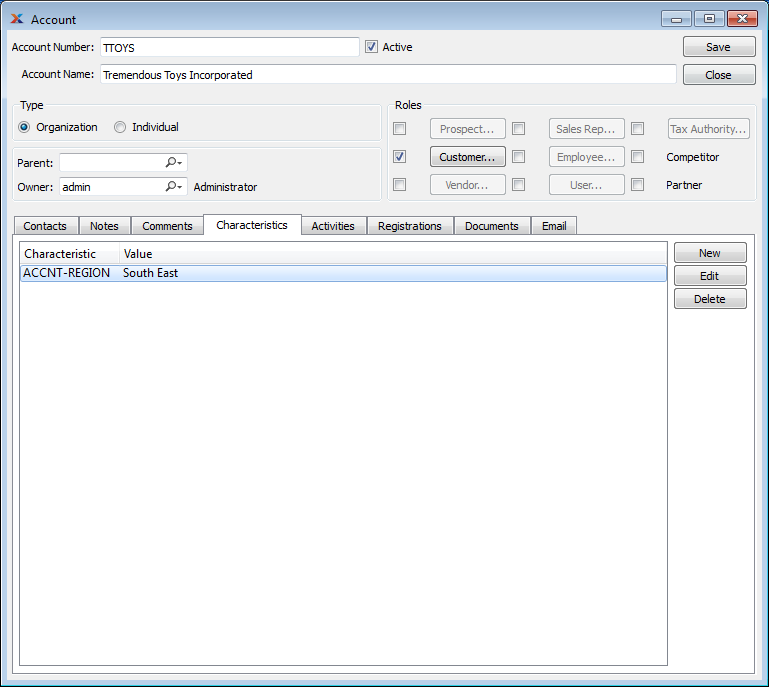 Account
Account Number: TTOYS Active Save
Account Name: Tremendous Toys Incorporated Close
Type Roles
Organization Individual Prospect... Sales Rep... Tax Authority...
Parent: Customer... Employee... Competitor
Owner: admin Administrator Vendor... User... Partner
Contacts Notes Comments Characteristics Activities Registrations Documents Email
Characteristic Value New
ACCNT-REGION South East Edit
Delete